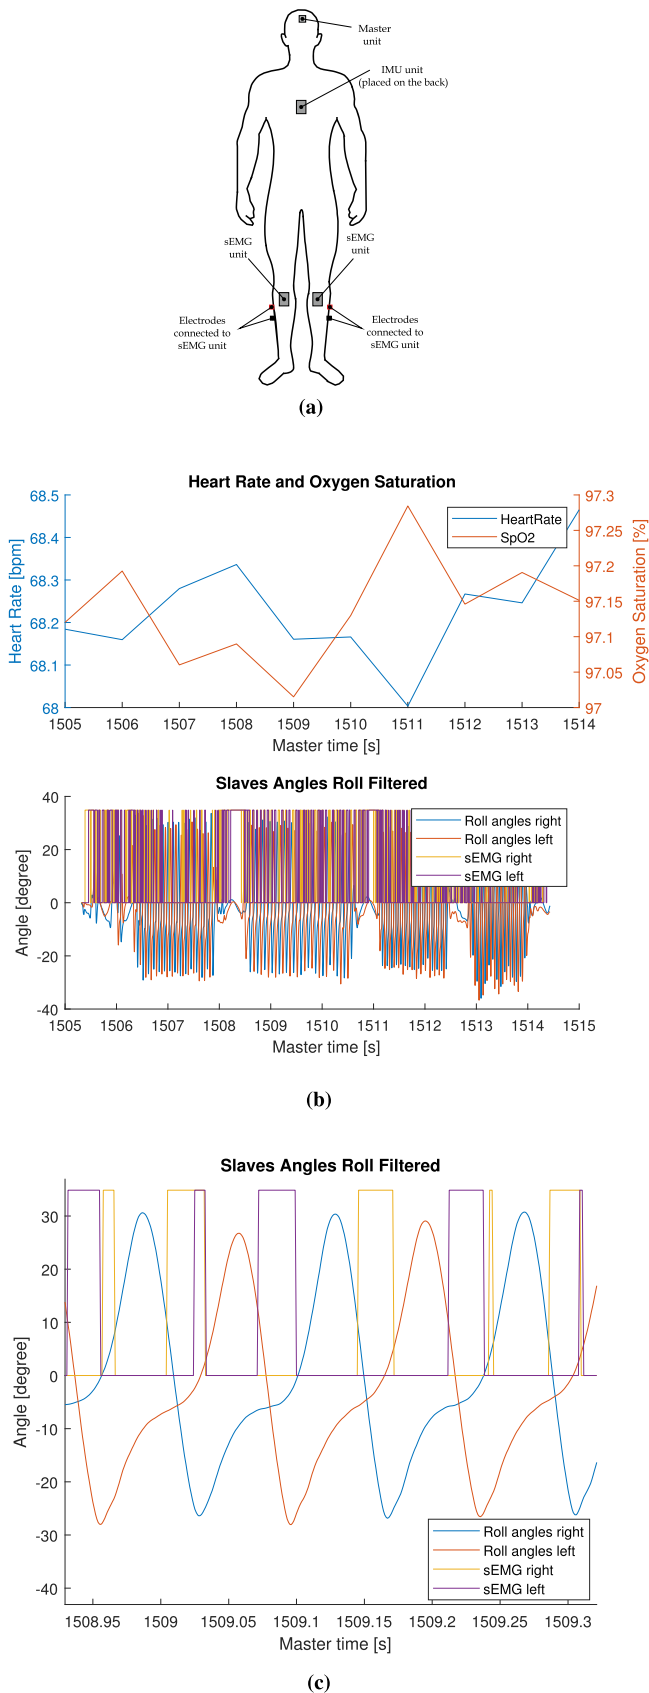 Master
unit
IMU unit
(placed on the back)
sEMG
unit
sEMG
unit
Electrodes
connected to
sEMG unit
Electrodes
connected to
sEMG unit
(a)
Heart Rate and Oxygen Saturation
68.5
68.4
68.3
68.2
68.1
68
Heart Rate [bpm]
97.3
97.25
97.2
97.15
97.1
97.05
97
Oxygen Saturation [%]
HeartRate
SpO2
1505 1506 1507 1508 1509 1510 1511 1512 1513 1514
Master time [s]
Slaves Angles Roll Filtered
40
20
0
-20
-40
Angle [degree]
Roll angles right
Roll angles left
sEMG right
sEMG left
1505 1506 1507 1508 1509 1510 1511 1512 1513 1514 1515
Master time [s]
(b)
Slaves Angles Roll Filtered
30
20
10
0
-10
-20
-30
-40
Angle [degree]
Roll angles right
Roll angles left
sEMG right
sEMG left
1508.95 1509 1509.05 1509.1 1509.15 1509.2 1509.25 1509.3
Master time [s]
(c)